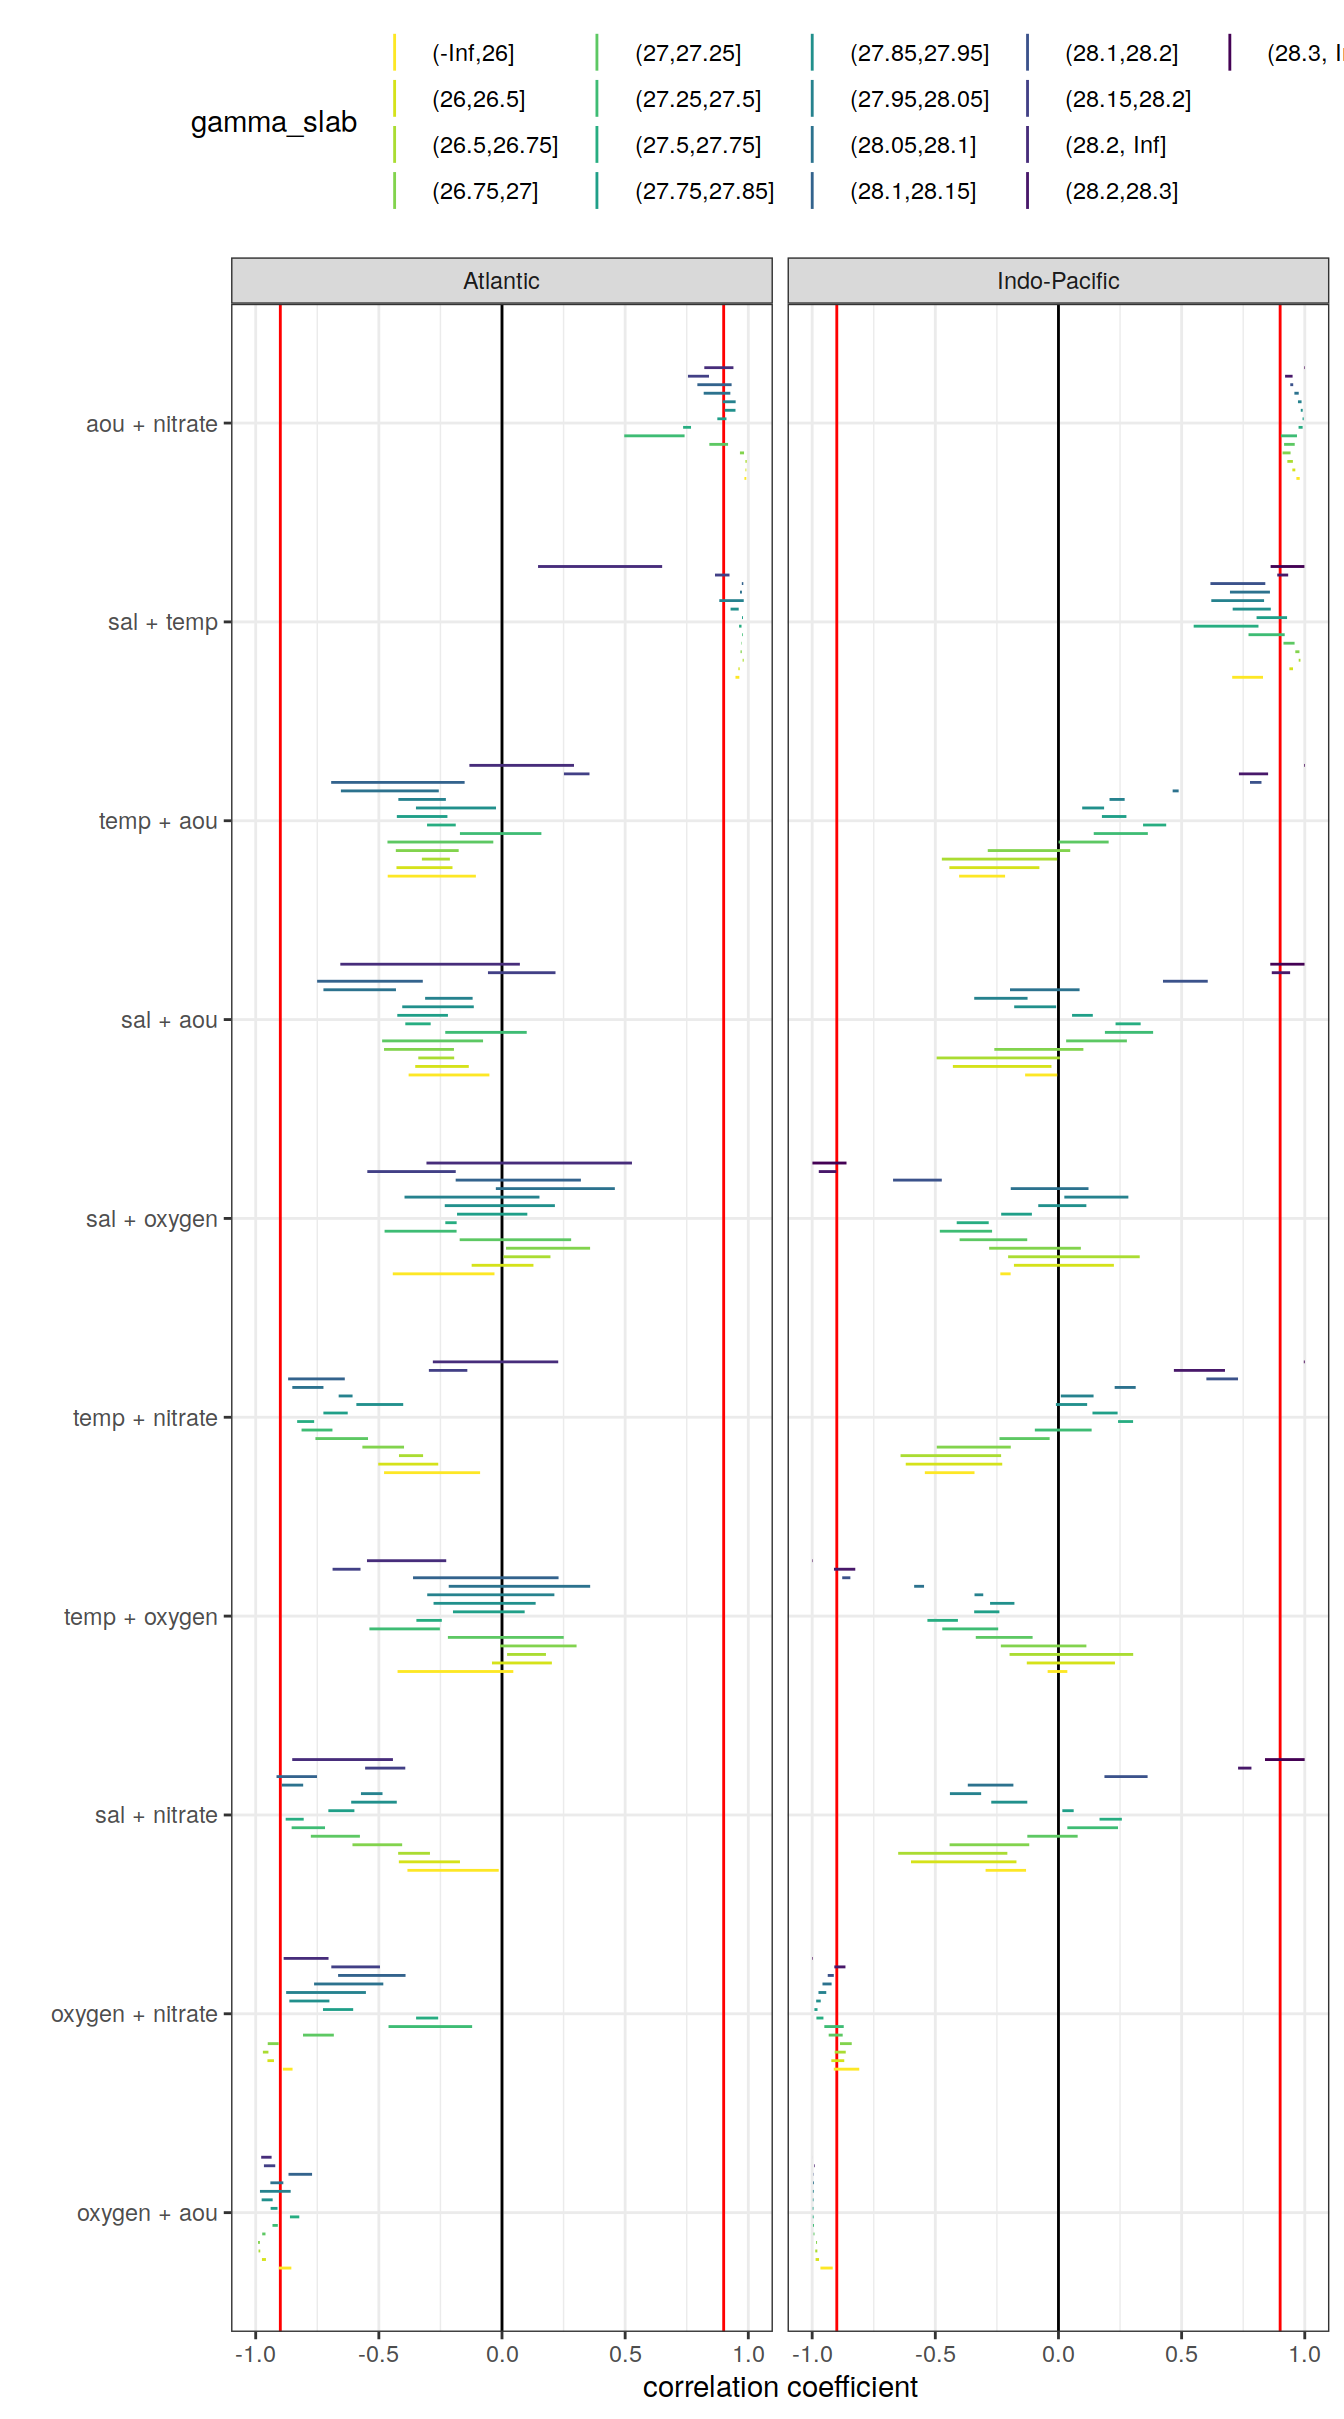 (-Inf,26] (27,27.25] (27.85,27.95] (28.1,28.2] (28.3, I
(26,26.5] (27.25,27.5] (27.95,28.05] (28.15,28.2]
gamma_slab
(26.5,26.75] (27.5,27.75] (28.05,28.1] (28.2, Inf]
(26.75,27] (27.75,27.85] (28.1,28.15] (28.2,28.3]
Atlantic Indo-Pacific
aou + nitrate
sal + temp
temp + aou
sal + aou
sal + oxygen
temp + nitrate
temp + oxygen
sal + nitrate
oxygen + nitrate
oxygen + aou
-1.0 -0.5 0.0 0.5 1.0 -1.0 -0.5 0.0 0.5 1.0
correlation coefficient